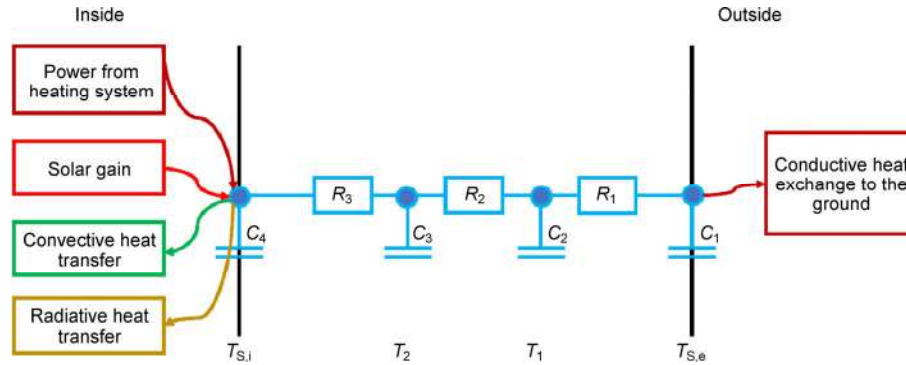 Inside
Outside
Power from
heating system
Solar gain
Convective heat
transfer
Radiative heat
transfer
R3
R2
R1
C4
C3
C2
C1
Conductive heat
exchange to the
ground
TS,i
T2
T1
TS,e